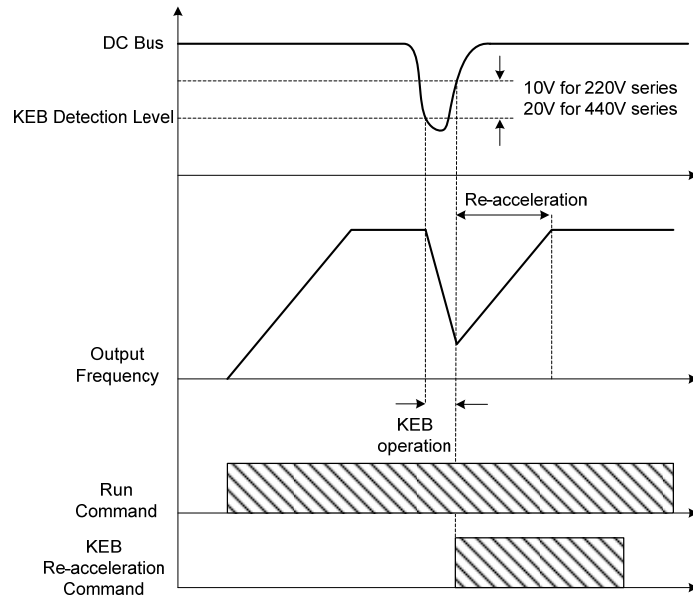 DC Bus
10V for 220V series
KEB Detection Level
20V for 440V series
Re-acceleration
Output
Frequency
KEB
operation
Run
Command
KEB
Re-acceleration
Command